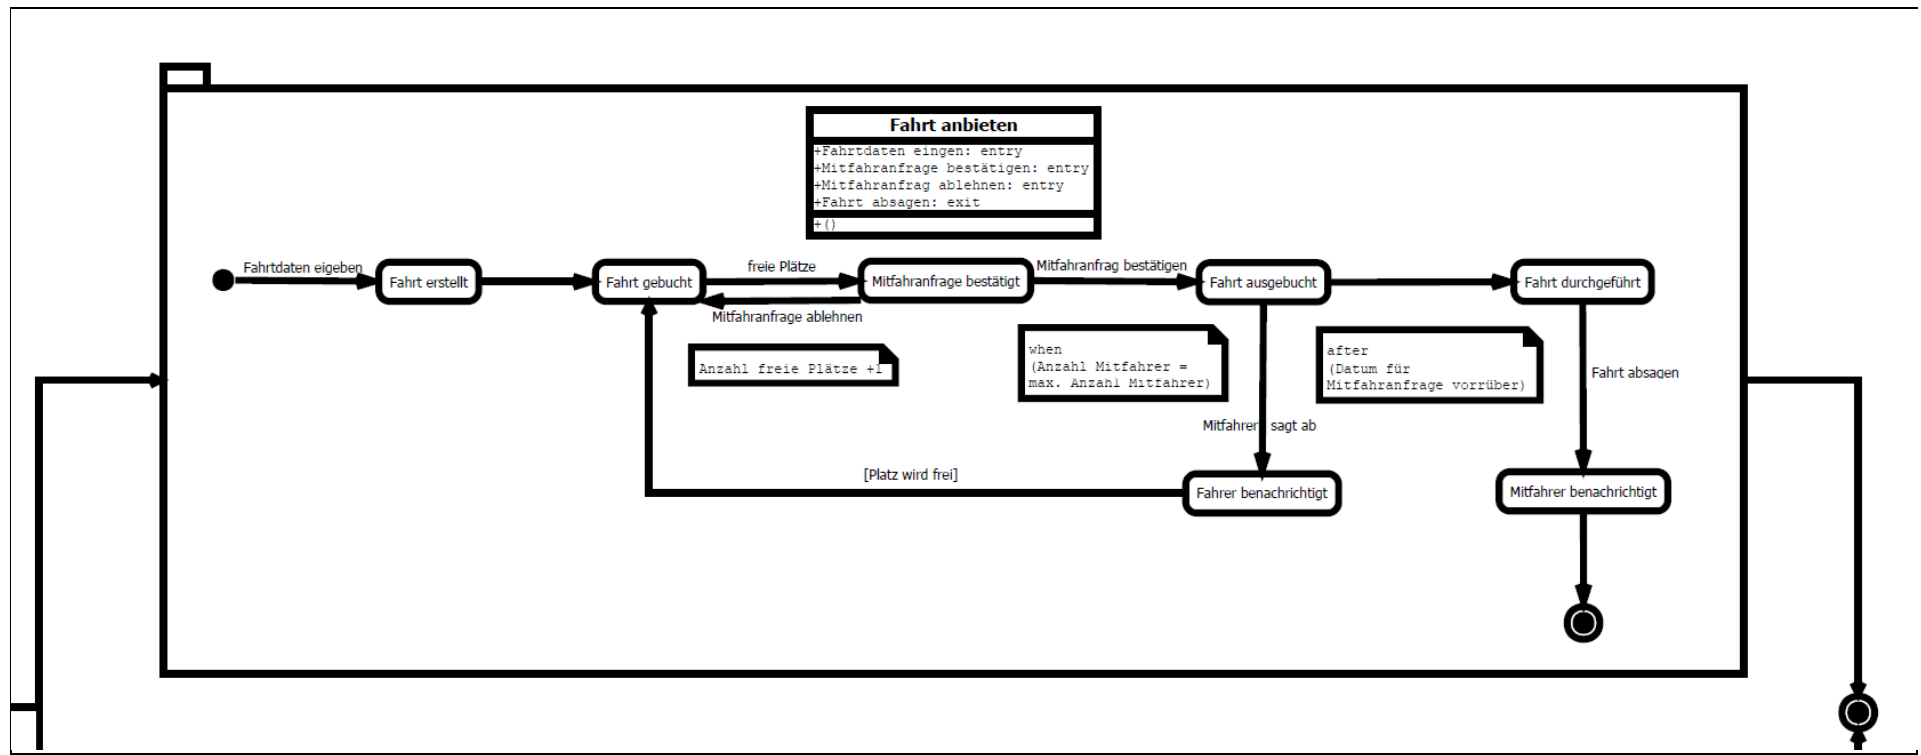 Fahrt anbieten
+Fahrtdaten eingen: entry
+Mitfahranfrage bestätigen: entry
+Mitfahranfrag ablehnen: entry
+Fahrt absagen: exit
+()
Fahrtdaten eigeben
Fahrt erstellt
Fahrt gebucht
freie Plätze
Mitfahranfrage ablehnen
Mitfahranfrage bestätigt
Mitfahranfrag bestätigen
Fahrt ausgebucht
Fahrt durchgeführt
Anzahl freie Plätze +1
when
(Anzahl Mitfahrer =
max. Anzahl Mitfahrer)
after
(Datum für
Mitfahranfrage vorrüber)
Fahrt absagen
Mitfahrer sagt ab
[Platz wird frei]
Fahrer benachrichtigt
Mitfahrer benachrichtigt